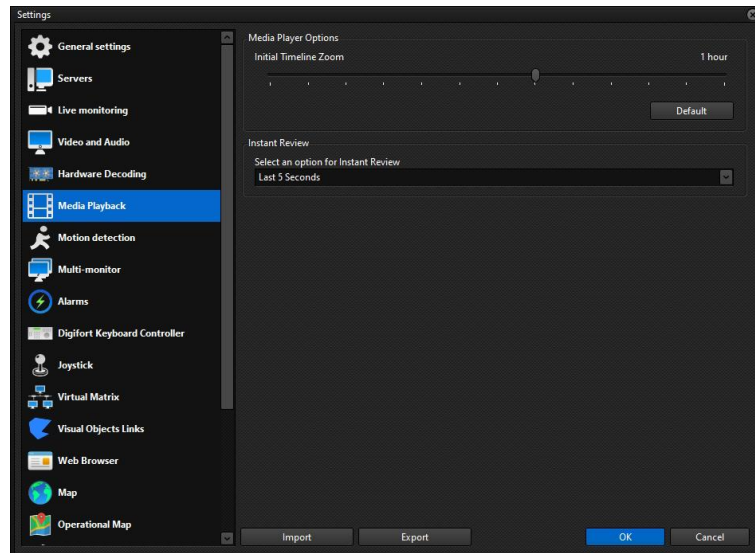 Settings
General settings
Servers
Live monitoring
Video and Audio
Hardware Decoding
Media Playback
Motion detection
Multi-monitor
Alarms
Digifort Keyboard Controller
Joystick
Virtual Matrix
Visual Objects Links
Web Browser
Map
Operational Map
Media Player Options
Initial Timeline Zoom
1 hour
Default
Instant Review
Select an option for Instant Review
Last 5 Seconds
Import
Export
OK
Cancel